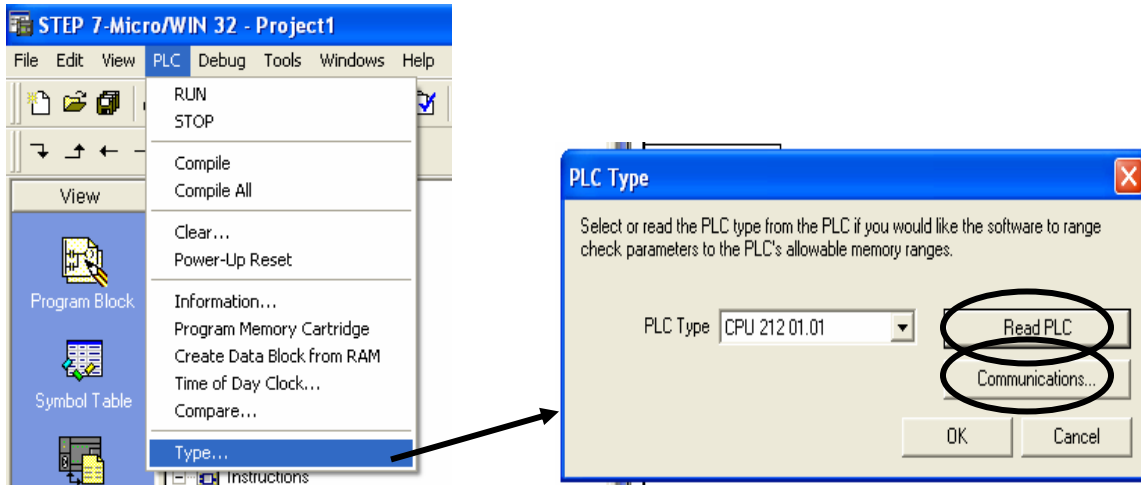 STEP 7-Micro/WIN 32 - Project1
File Edit View PLC Debug Tools Windows Help
RUN
STOP
Compile
Compile All
Clear...
Power-Up Reset
Information...
Program Memory Cartridge
Create Data Block from RAM
Time of Day Clock...
Compare...
Type...
View
Program Block
Symbol Table
Instructions
PLC Type
Select or read the PLC type from the PLC if you would like the software to range
check parameters to the PLC's allowable memory ranges.
PLC Type CPU 212 01.01 Read PLC
Communications...
OK Cancel